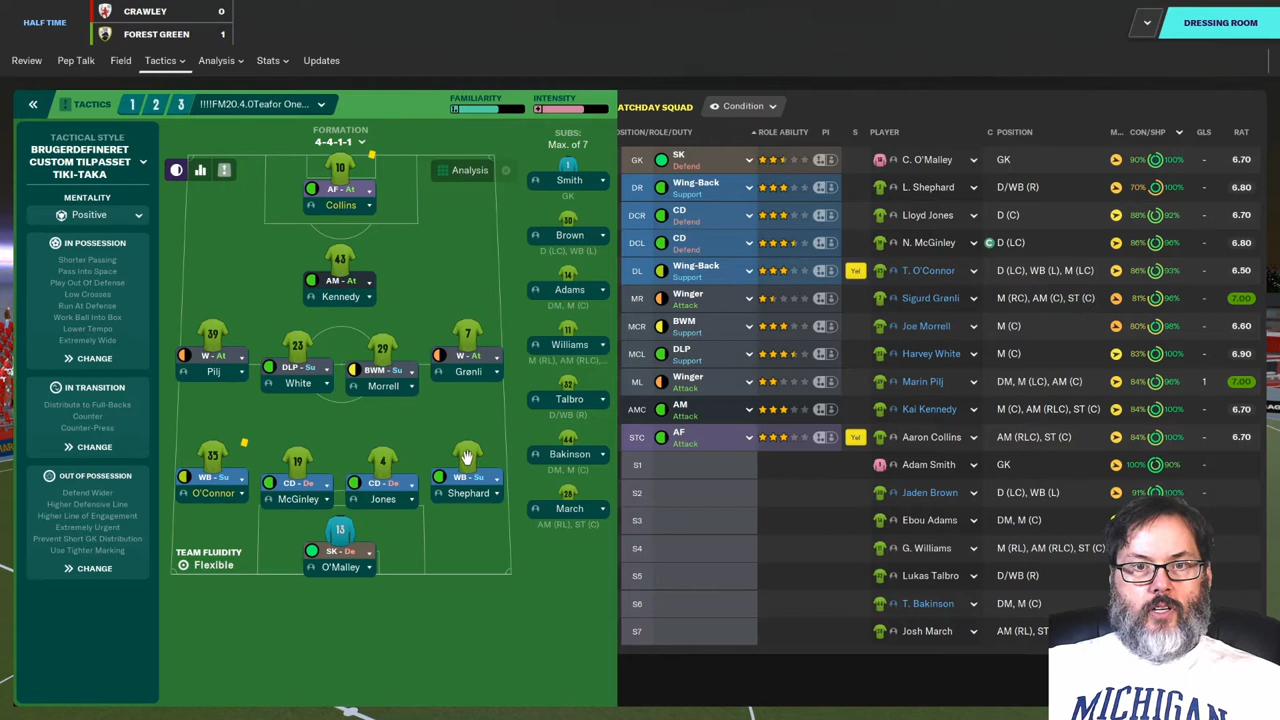 HALF TIME
CRAWLEY 0
FOREST GREEN 1
DRESSING ROOM
Review Pep Talk Field Tactics Analysis Stats Updates
TACTICS 1 2 3 !!!!FM20.4.0Teafor One...
FAMILIARITY INTENSITY
TACTICAL STYLE
BRUGERDEFINERET
CUSTOM TILPASSET
TIKI-TAKA
MENTALITY
Positive
IN POSSESSION
Shorter Passing
Pass Into Space
Play Out Of Defense
Low Crosses
Run At Defense
Work Ball Into Box
Lower Tempo
Extremely Wide
CHANGE
IN TRANSITION
Distribute to Full-Backs
Counter
Counter-Press
CHANGE
OUT OF POSSESSION
Defend Wider
Higher Defensive Line
Higher Line of Engagement
Extremely Urgent
Prevent Short GK Distribution
Use Tighter Marking
CHANGE
FORMATION
4-4-1-1
Analysis
10
AF - At
Collins
43
AM - At
Kennedy
39
W - At
Pilj
23
DLP - Su
White
29
BWM - Su
Morrell
7
W - At
Grønli
35
WB - Su
O'Connor
19
CD - De
McGinley
4
CD - De
Jones
WB - Su
Shephard
13
SK - De
O'Malley
TEAM FLUIDITY
Flexible
SUBS:
Max. of 7
1
Smith
GK
30
Brown
D (LC), WB (L)
14
Adams
DM, M (C)
11
Williams
M (RL), AM (RLC),...
32
Talbro
D/WB (R)
44
Bakinson
DM, M (C)
28
March
AM (RL), ST (C)
ATCHDAY SQUAD Condition
OSITION/ROLE/DUTY ROLE ABILITY PI S PLAYER C POSITION M... CON/SHP GLS RAT
GK SK Defend C. O'Malley GK 90% 100% - 6.70
DR Wing-Back Support L. Shephard D/WB (R) 70% 100% - 6.80
DCR CD Defend Lloyd Jones D (C) 88% 92% - 6.70
DCL CD Defend N. McGinley C D (LC) 86% 96% - 6.80
DL Wing-Back Support Yel T. O'Connor D (LC), WB (L), M (LC) 86% 93% - 6.50
MR Winger Attack Sigurd Grønli M (RC), AM (C), ST (C) 81% 96% - 7.00
MCR BWM Support Joe Morrell M (C) 80% 98% - 6.60
MCL DLP Support Harvey White M (C) 83% 100% - 6.90
ML Winger Attack Marin Pilj DM, M (LC), AM (C) 84% 96% 1 7.00
AMC AM Attack Kai Kennedy M (C), AM (RLC), ST (C) 84% 100% - 6.70
STC AF Attack Yel Aaron Collins AM (RLC), ST (C) 84% 100% - 6.70
S1 Adam Smith GK 100% 90% - -
S2 Jaden Brown D (LC), WB (L) 91%
S3 Ebou Adams DM, M (C)
S4 G. Williams M (RL), AM (RLC), ST (C)
S5 Lukas Talbro D/WB (R)
S6 T. Bakinson DM, M (C)
S7 Josh March AM (RL), ST
MICHIGAN